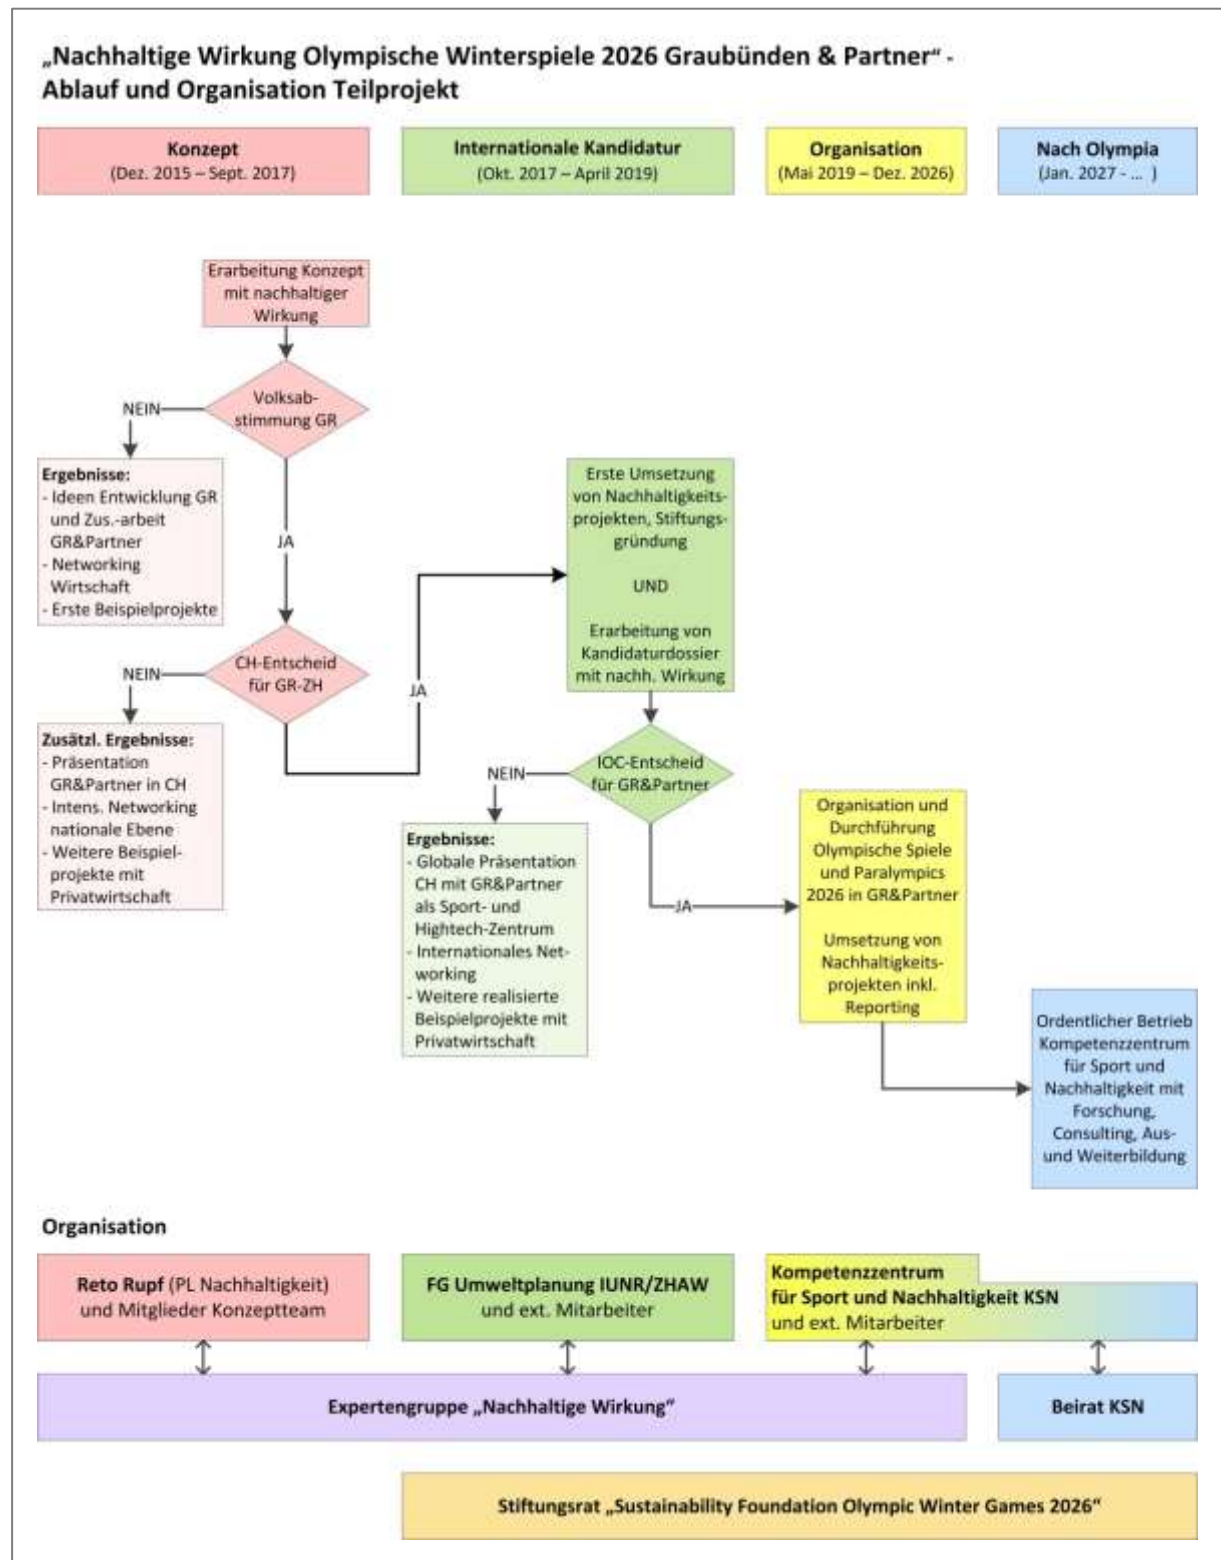 „Nachhaltige Wirkung Olympische Winterspiele 2026 Graubünden & Partner“ -
Ablauf und Organisation Teilprojekt
Konzept
(Dez. 2015 – Sept. 2017)
Internationale Kandidatur
(Okt. 2017 – April 2019)
Organisation
(Mai 2019 – Dez. 2026)
Nach Olympia
(Jan. 2027 - ... )
Erarbeitung Konzept
mit nachhaltiger
Wirkung
Volksab-
stimmung GR
NEIN
Ergebnisse:
- Ideen Entwicklung GR
und Zus.-arbeit
GR&Partner
- Networking
Wirtschaft
- Erste Beispielprojekte
JA
CH-Entscheid
für GR-ZH
NEIN
JA
Zusätzl. Ergebnisse:
- Präsentation
GR&Partner in CH
- Intens. Networking
nationale Ebene
- Weitere Beispiel-
projekte mit
Privatwirtschaft
Erste Umsetzung
von Nachhaltigkeits-
projekten, Stiftungs-
gründung
UND
Erarbeitung von
Kandidaturdossier
mit nachh. Wirkung
IOC-Entscheid
für GR&Partner
NEIN
Ergebnisse:
- Globale Präsentation
CH mit GR&Partner
als Sport- und
Hightech-Zentrum
- Internationales Net-
working
- Weitere realisierte
Beispielprojekte mit
Privatwirtschaft
JA
Organisation und
Durchführung
Olympische Spiele
und Paralympics
2026 in GR&Partner
Umsetzung von
Nachhaltigkeits-
projekten inkl.
Reporting
Ordentlicher Betrieb
Kompetenzzentrum
für Sport und
Nachhaltigkeit mit
Forschung,
Consulting, Aus-
und Weiterbildung
Organisation
Reto Rupf (PL Nachhaltigkeit)
und Mitglieder Konzeptteam
FG Umweltplanung IUNR/ZHAW
und ext. Mitarbeiter
Kompetenzzentrum
für Sport und Nachhaltigkeit KSN
und ext. Mitarbeiter
Expertengruppe „Nachhaltige Wirkung“
Beirat KSN
Stiftungsrat „Sustainability Foundation Olympic Winter Games 2026“